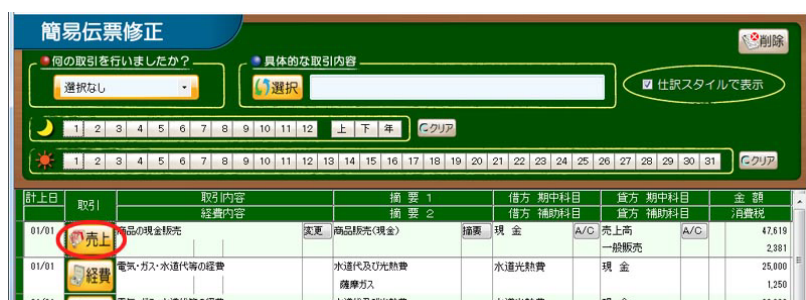 簡易伝票修正
削除
何の取引を行いましたか？ 具体的な取引内容
選択なし 選択 仕訳スタイルで表示
1 2 3 4 5 6 7 8 9 10 11 12 上 下 年 クリア
1 2 3 4 5 6 7 8 9 10 11 12 13 14 15 16 17 18 19 20 21 22 23 24 25 26 27 28 29 30 31 クリア
計上日 取引 取引内容 摘 要 1 借方 期中科目 貸方 期中科目 金 額
経費内容 摘 要 2 借方 補助科目 貸方 補助科目 消費税
01/01 売上 商品の現金販売 変更 商品販売(現金) 摘要 現 金 A/C 売上高 A/C 47,619
一般販売 2,381
01/01 経費 電気・ガス・水道代等の経費 水道代及び光熱費 水道光熱費 現 金 25,000
薩摩ガス 1,250